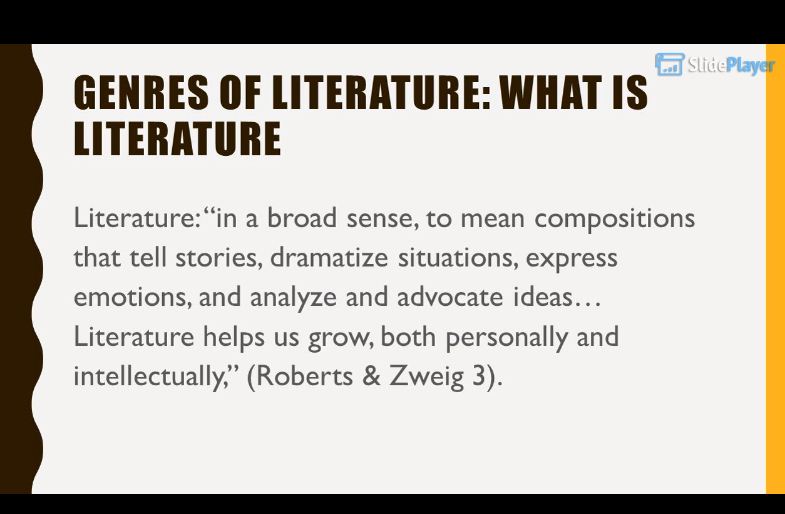 SlidePlayer
GENRES OF LITERATURE: WHAT IS
LITERATURE
Literature: “in a broad sense, to mean compositions
that tell stories, dramatize situations, express
emotions, and analyze and advocate ideas…
Literature helps us grow, both personally and
intellectually,” (Roberts & Zweig 3).